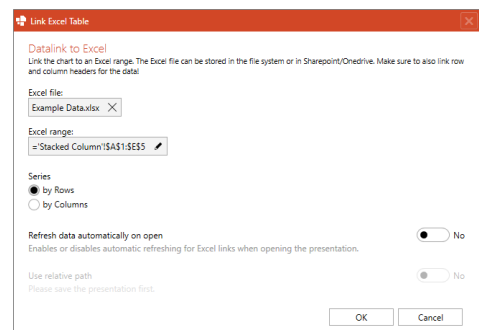 Link Excel Table
Datalink to Excel
Link the chart to an Excel range. The Excel file can be stored in the file system or in Sharepoint/Onedrive. Make sure to also link row
and column headers for the data!
Excel file:
Example Data.xlsx
Excel range:
='Stacked Column'!$A$1:$E$5
Series
by Rows
by Columns
Refresh data automatically on open
No
Enables or disables automatic refreshing for Excel links when opening the presentation.
Use relative path
No
Please save the presentation first.
OK
Cancel